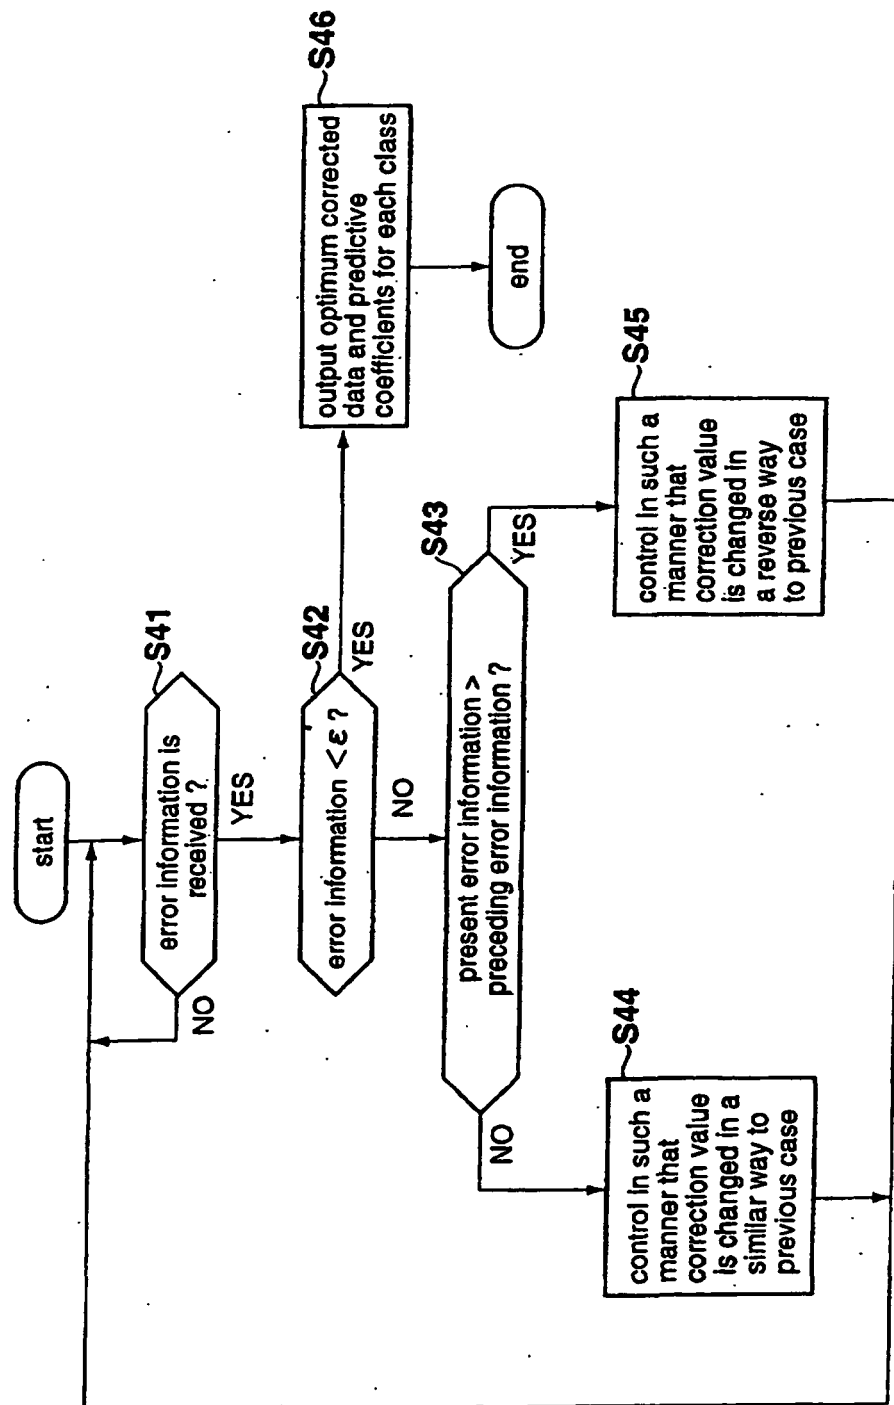 start
error information is
received ?
S41
NO
YES
error information < ε ?
S42
YES
NO
output optimum corrected
data and predictive
coefficients for each class
S46
end
present error information >
preceding error information ?
S43
NO
YES
control in such a
manner that
correction value
is changed in a
similar way to
previous case
S44
control in such a
manner that
correction value
is changed in
a reverse way
to previous case
S45